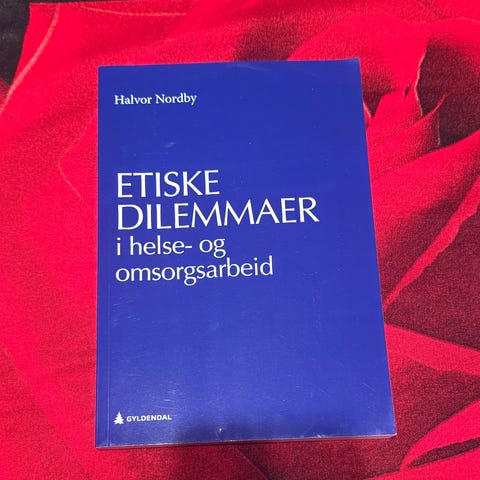 Halvor Nordby
ETISKE
DILEMMAER
i helse- og
omsorgsarbeid
GYLDENDAL